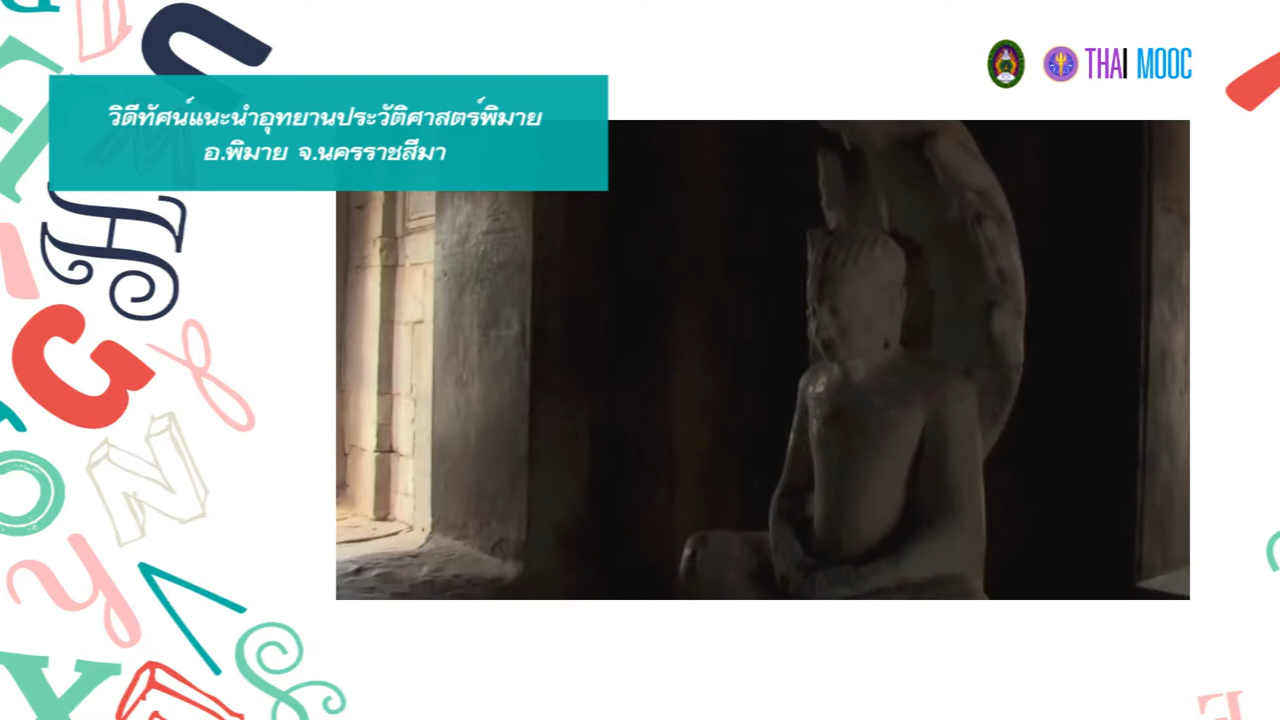 วิดีทัศน์แนะนำอุทยานประวัติศาสตร์พิมาย
อ.พิมาย จ.นครราชสีมา
THAI MOOC